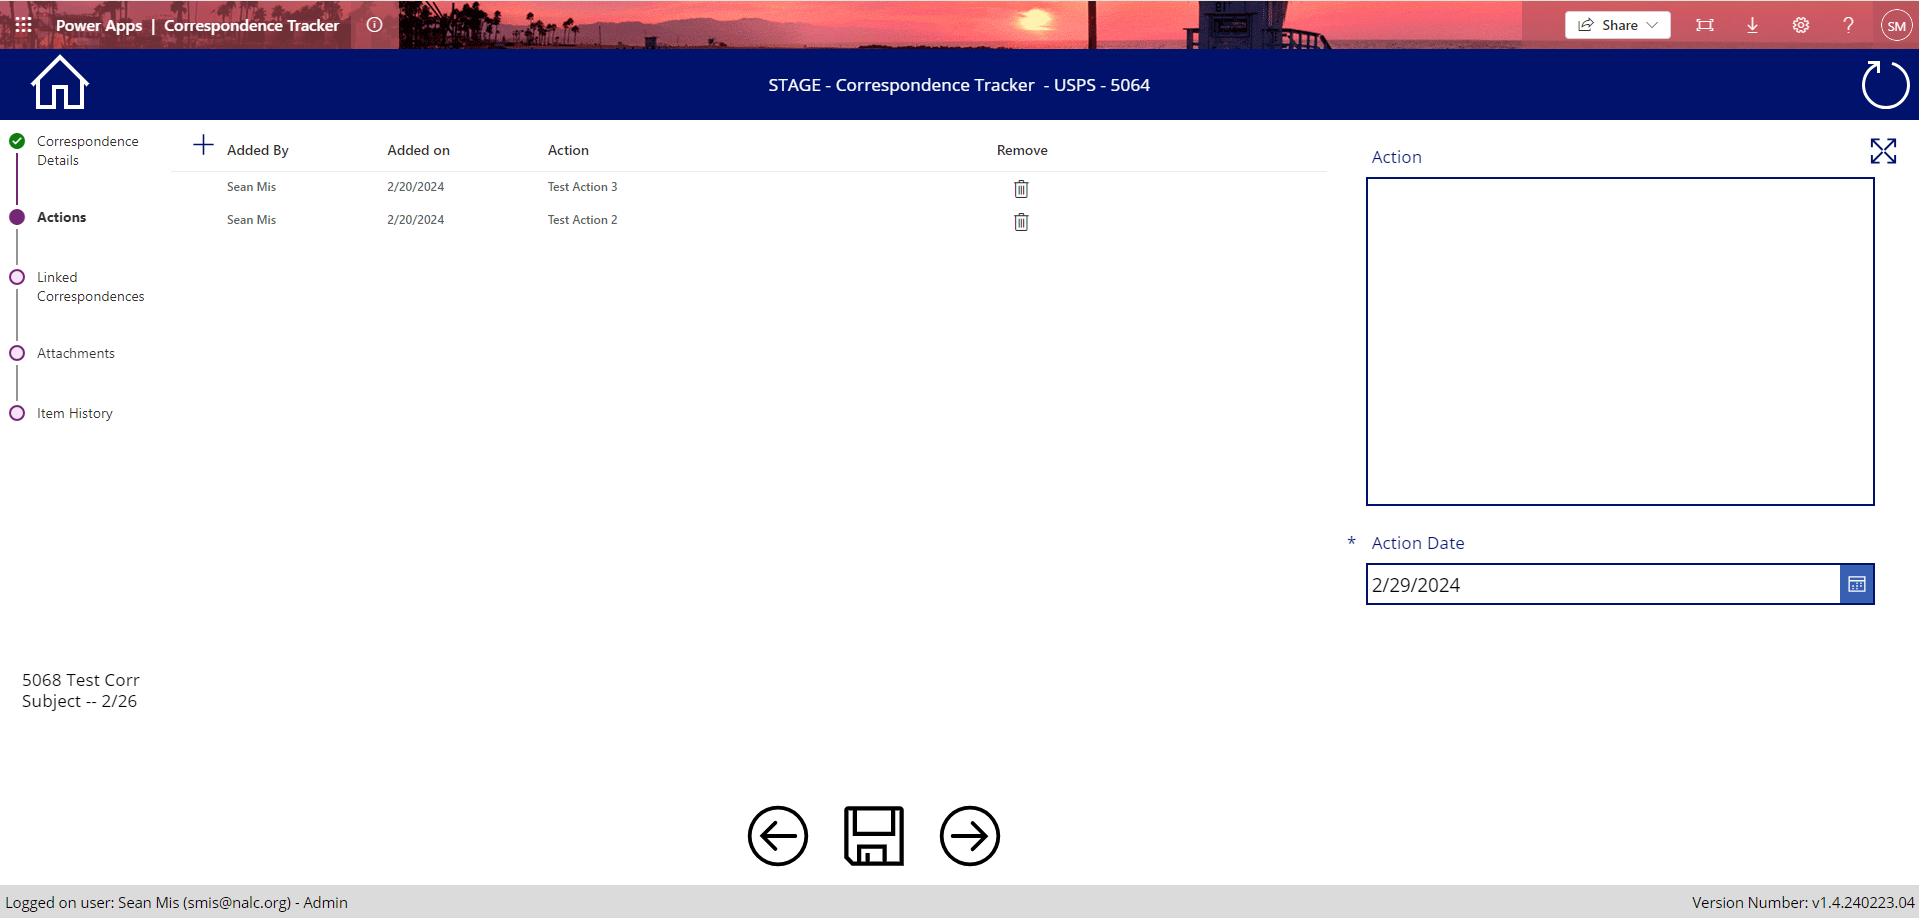 Power Apps | Correspondence Tracker
Share
SM
STAGE - Correspondence Tracker - USPS - 5064
Correspondence
Details
Actions
Linked
Correspondences
Attachments
Item History
Added By Added on Action Remove
Sean Mis 2/20/2024 Test Action 3
Sean Mis 2/20/2024 Test Action 2
Action
* Action Date
2/29/2024
5068 Test Corr
Subject -- 2/26
Logged on user: Sean Mis (smis@nalc.org) - Admin
Version Number: v1.4.240223.04